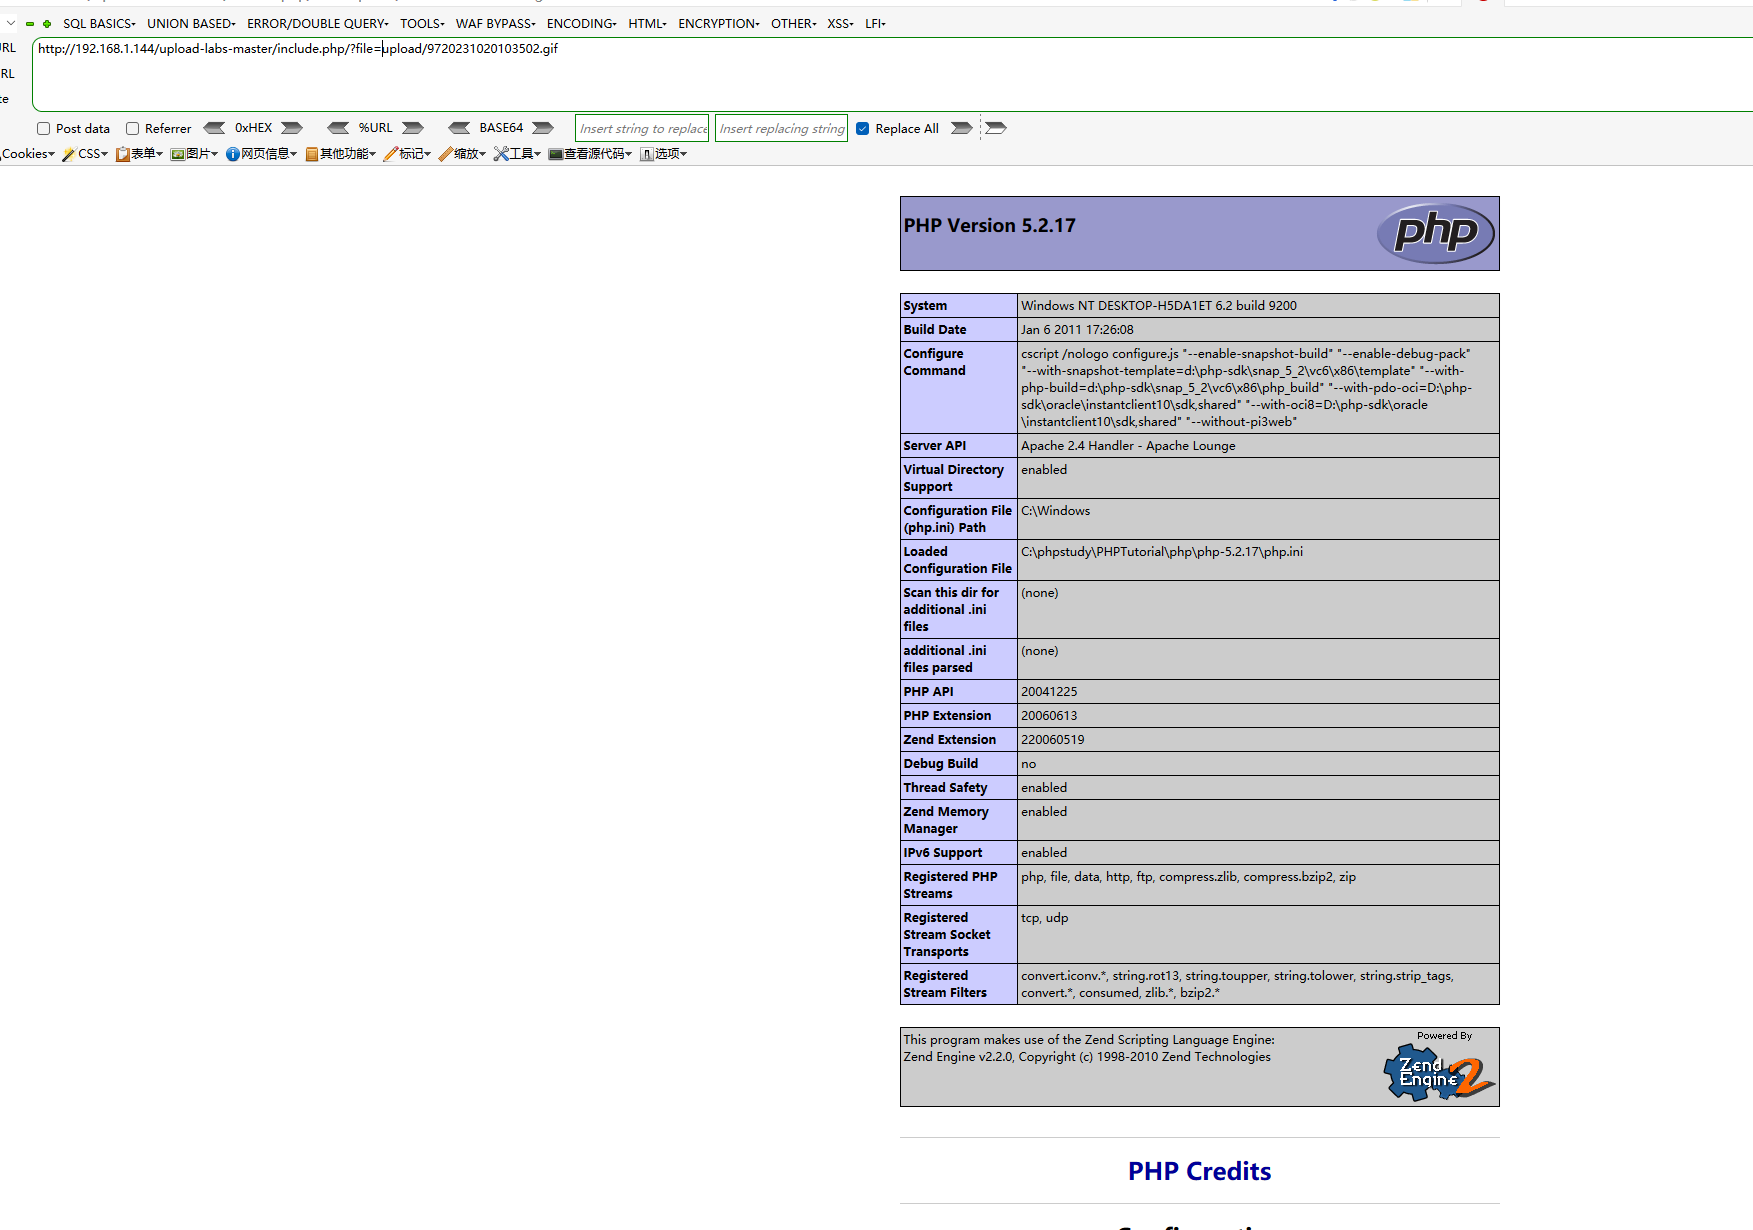 SQL BASICS UNION BASED ERROR/DOUBLE QUERY TOOLS WAF BYPASS ENCODING HTML ENCRYPTION OTHER XSS LFI
RL
http://192.168.1.144/upload-labs-master/include.php/?file=upload/9720231020103502.gif
RL
te
Post data Referrer 0xHEX %URL BASE64 Insert string to replace Insert replacing string Replace All
Cookies CSS 表单 图片 网页信息 其他功能 标记 缩放 工具 查看源代码 选项
PHP Version 5.2.17
php
System Windows NT DESKTOP-H5DA1ET 6.2 build 9200
Build Date Jan 6 2011 17:26:08
Configure cscript /nologo configure.js "--enable-snapshot-build" "--enable-debug-pack"
Command "--with-snapshot-template=d:\php-sdk\snap_5_2\vc6\x86\template" "--with-
php-build=d:\php-sdk\snap_5_2\vc6\x86\php_build" "--with-pdo-oci=D:\php-
sdk\oracle\instantclient10\sdk,shared" "--with-oci8=D:\php-sdk\oracle
\instantclient10\sdk,shared" "--without-pi3web"
Server API Apache 2.4 Handler - Apache Lounge
Virtual Directory enabled
Support
Configuration File C:\Windows
(php.ini) Path
Loaded C:\phpstudy\PHPTutorial\php\php-5.2.17\php.ini
Configuration File
Scan this dir for (none)
additional .ini
files
additional .ini (none)
files parsed
PHP API 20041225
PHP Extension 20060613
Zend Extension 220060519
Debug Build no
Thread Safety enabled
Zend Memory enabled
Manager
IPv6 Support enabled
Registered PHP php, file, data, http, ftp, compress.zlib, compress.bzip2, zip
Streams
Registered tcp, udp
Stream Socket
Transports
Registered convert.iconv.*, string.rot13, string.toupper, string.tolower, string.strip_tags,
Stream Filters convert.*, consumed, zlib.*, bzip2.*
This program makes use of the Zend Scripting Language Engine:
Zend Engine v2.2.0, Copyright (c) 1998-2010 Zend Technologies
Powered By
Zend
Engine 2
PHP Credits